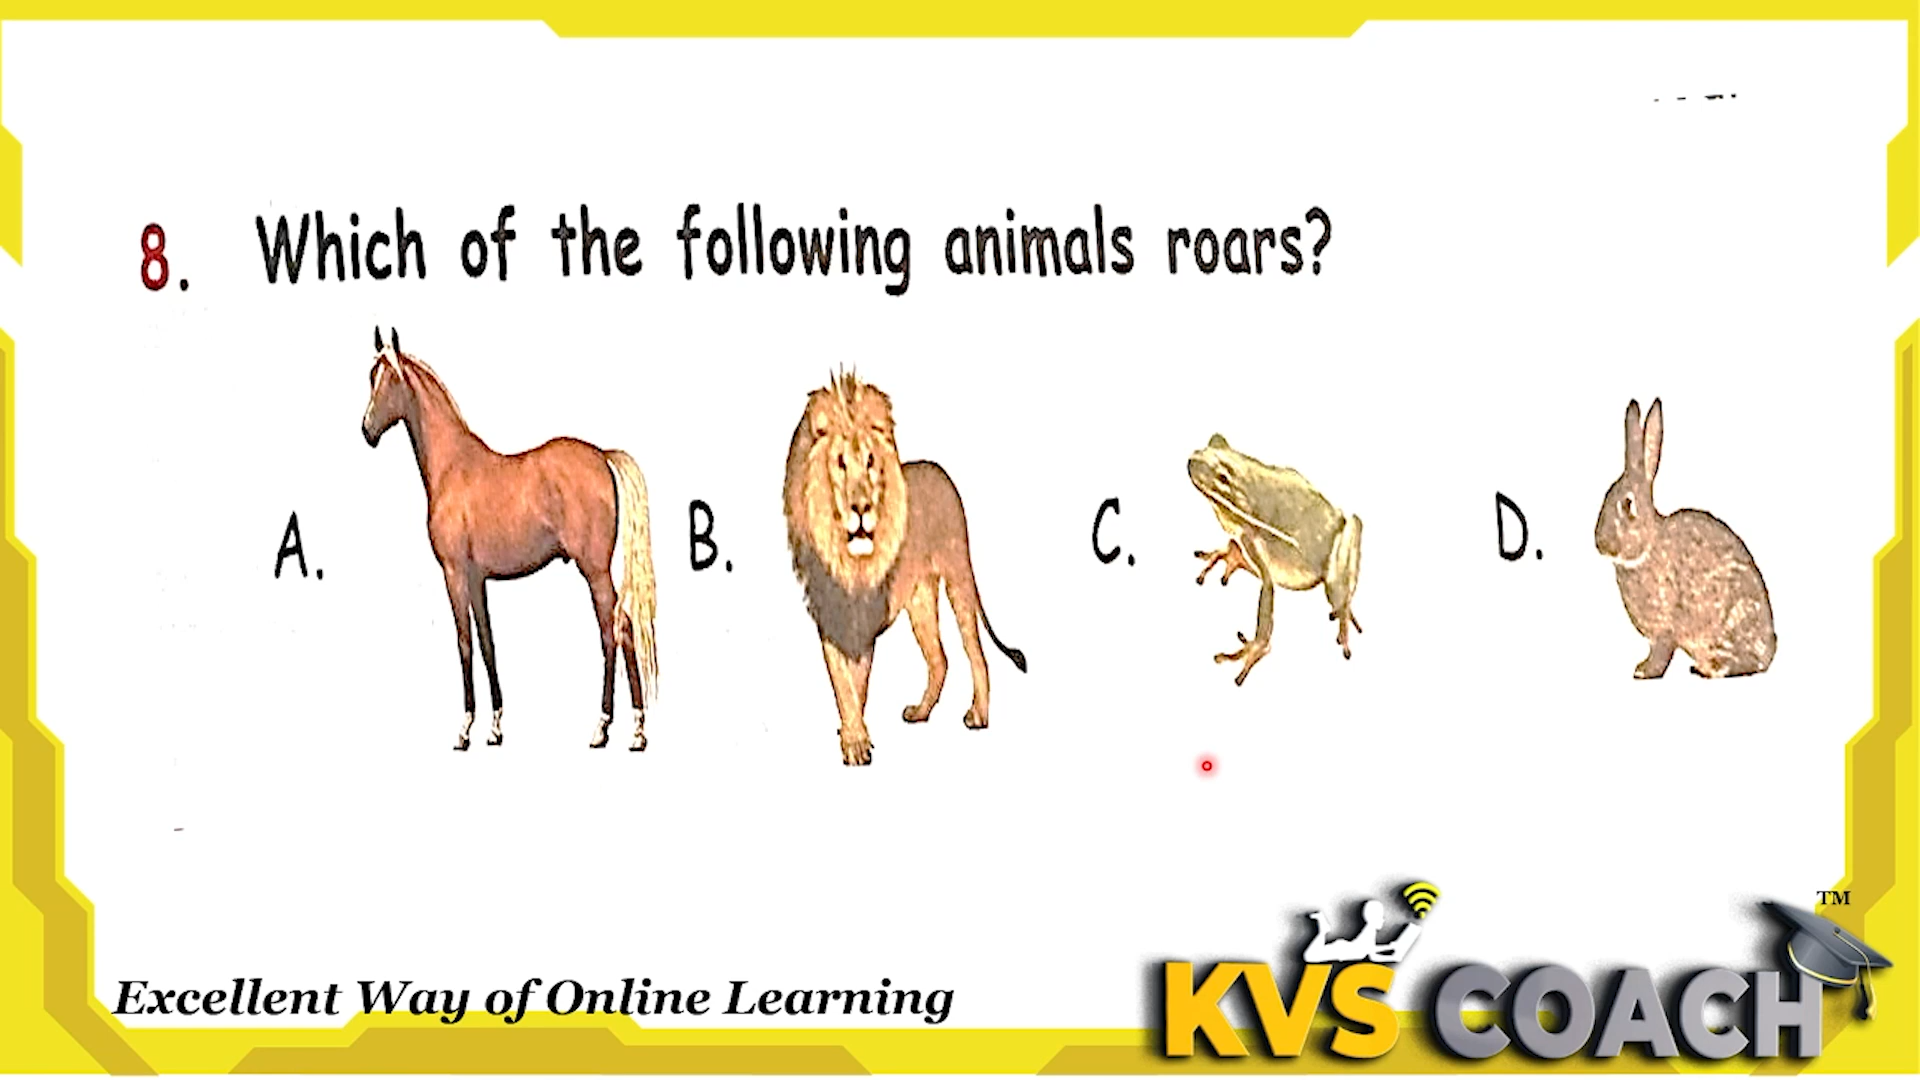 8. Which of the following animals roars?
A. B. C. D.
Excellent Way of Online Learning
KVS COACH TM